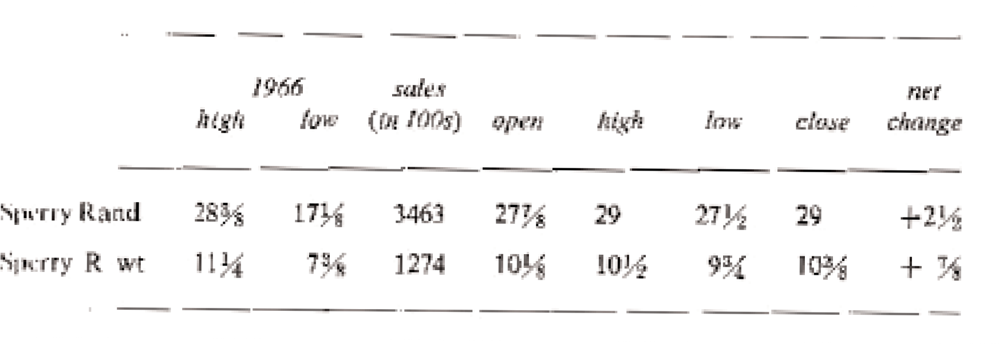 1966 sales net
high low (in 100s) open high low close change
Sperry Rand 28⅜ 17⅛ 3463 27⅞ 29 27½ 29 +2½
Sperry R wt 11¼ 7⅜ 1274 10⅛ 10½ 9¾ 10⅜ + ⅞